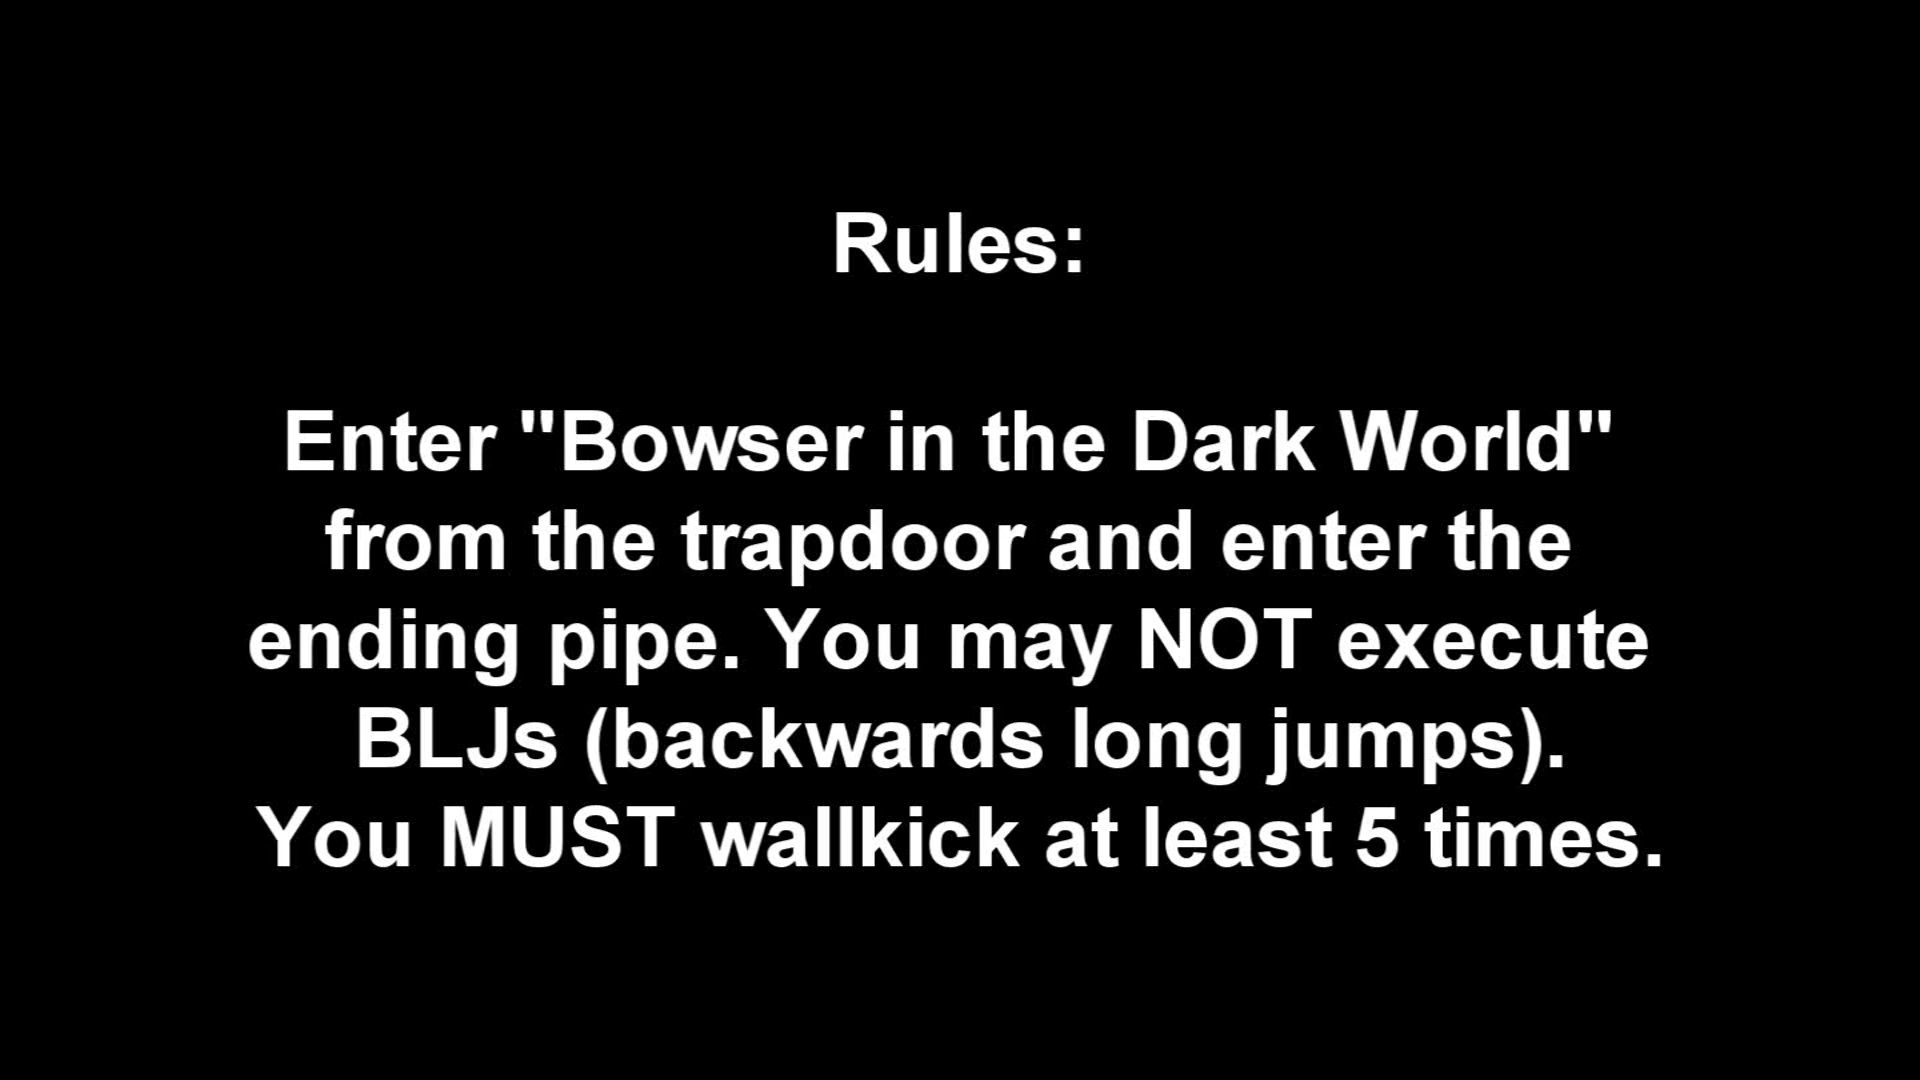 Rules:
Enter "Bowser in the Dark World"
from the trapdoor and enter the
ending pipe. You may NOT execute
BLJs (backwards long jumps).
You MUST wallkick at least 5 times.